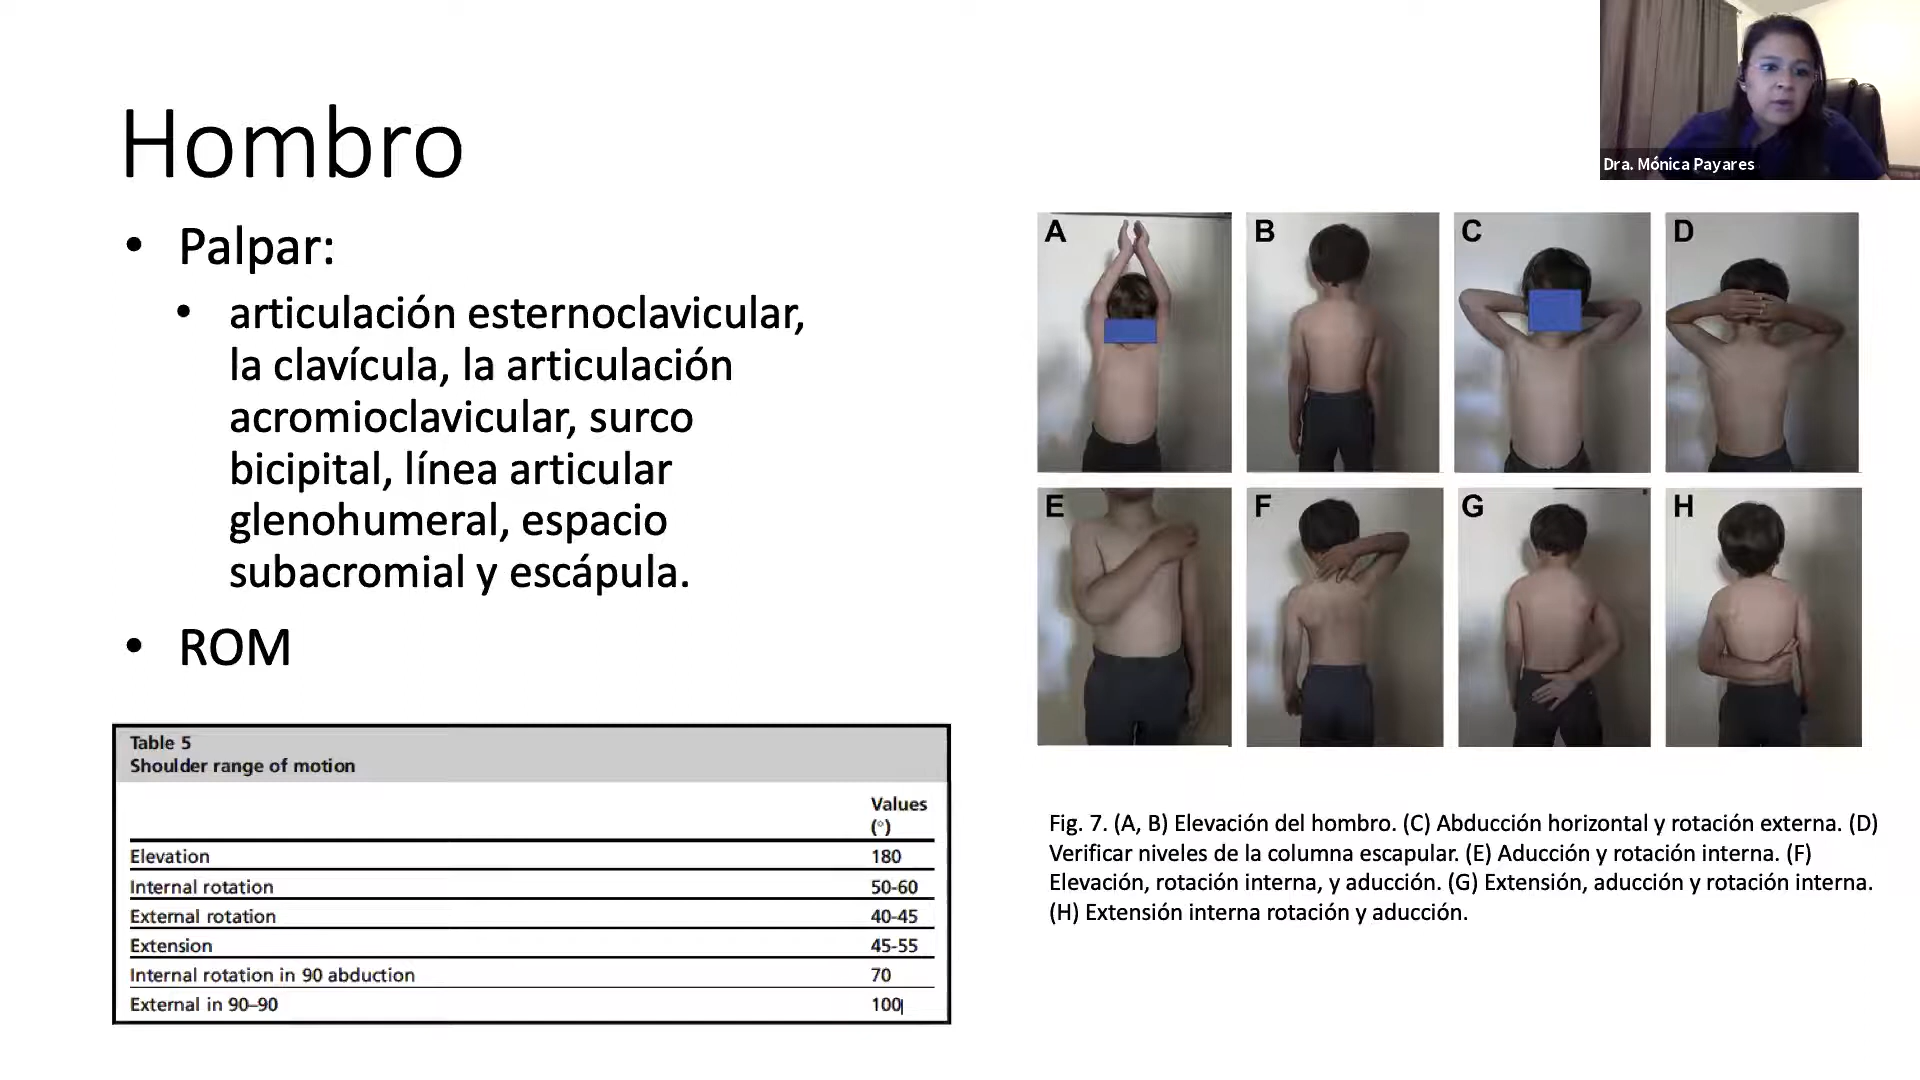 Hombro
• Palpar:
• articulación esternoclavicular,
la clavícula, la articulación
acromioclavicular, surco
bicipital, línea articular
glenohumeral, espacio
subacromial y escápula.
• ROM
Table 5
Shoulder range of motion
Values
(°)
Elevation 180
Internal rotation 50-60
External rotation 40-45
Extension 45-55
Internal rotation in 90 abduction 70
External in 90–90 100
Dra. Mónica Payares
A B C D
E F G H
Fig. 7. (A, B) Elevación del hombro. (C) Abducción horizontal y rotación externa. (D)
Verificar niveles de la columna escapular. (E) Aducción y rotación interna. (F)
Elevación, rotación interna, y aducción. (G) Extensión, aducción y rotación interna.
(H) Extensión interna rotación y aducción.